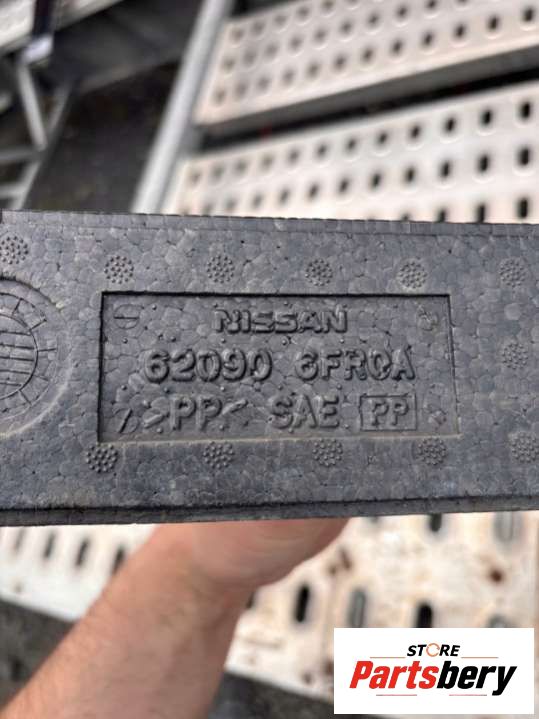 NISSAN
62090 6FR0A
>PP< SAE PP
STORE
Partsbery